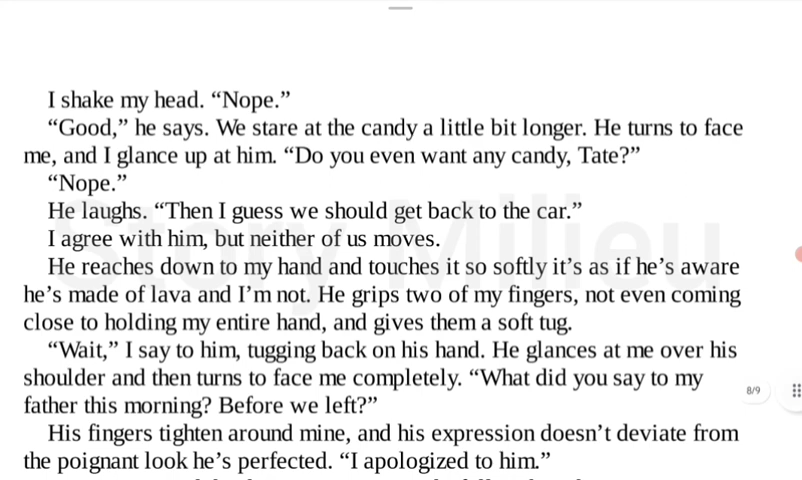 I shake my head. “Nope.”
“Good,” he says. We stare at the candy a little bit longer. He turns to face
me, and I glance up at him. “Do you even want any candy, Tate?”
“Nope.”
He laughs. “Then I guess we should get back to the car.”
I agree with him, but neither of us moves.
He reaches down to my hand and touches it so softly it’s as if he’s aware
he’s made of lava and I’m not. He grips two of my fingers, not even coming
close to holding my entire hand, and gives them a soft tug.
“Wait,” I say to him, tugging back on his hand. He glances at me over his
shoulder and then turns to face me completely. “What did you say to my
father this morning? Before we left?”
8/9
His fingers tighten around mine, and his expression doesn’t deviate from
the poignant look he’s perfected. “I apologized to him.”
Story Milieu